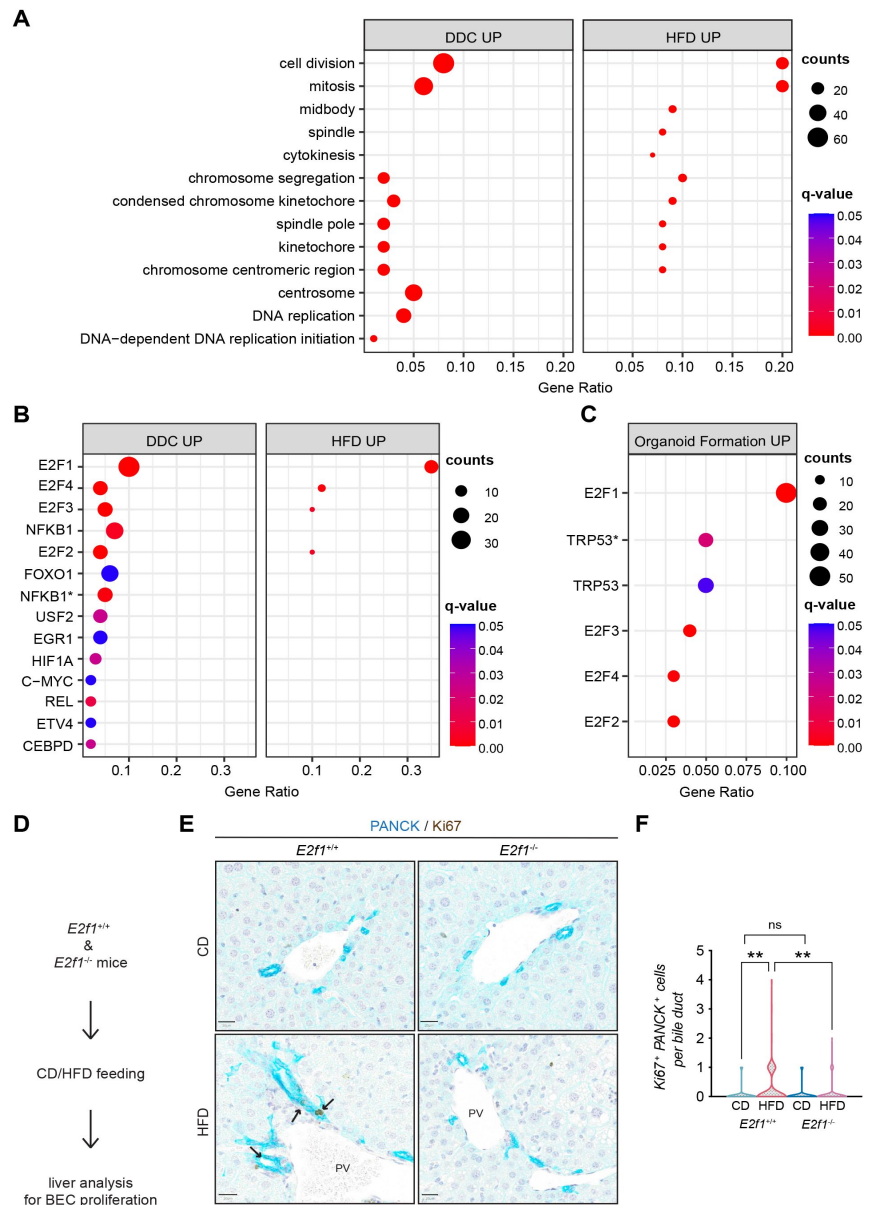 A
DDC UP
HFD UP
cell division
mitosis
midbody
spindle
cytokinesis
chromosome segregation
condensed chromosome kinetochore
spindle pole
kinetochore
chromosome centromeric region
centrosome
DNA replication
DNA−dependent DNA replication initiation
0.05 0.10 0.15 0.20
0.05 0.10 0.15 0.20
Gene Ratio
counts
20
40
60
q-value
0.05
0.04
0.03
0.02
0.01
0.00
B
DDC UP
HFD UP
E2F1
E2F4
E2F3
NFKB1
E2F2
FOXO1
NFKB1*
USF2
EGR1
HIF1A
C−MYC
REL
ETV4
CEBPD
0.1 0.2 0.3
0.1 0.2 0.3
Gene Ratio
counts
10
20
30
q-value
0.05
0.04
0.03
0.02
0.01
0.00
C
Organoid Formation UP
E2F1
TRP53*
TRP53
E2F3
E2F4
E2F2
0.025 0.050 0.075 0.100
Gene Ratio
counts
10
20
30
40
50
q-value
0.05
0.04
0.03
0.02
0.01
0.00
D
E2f1+/+
&
E2f1-/- mice
CD/HFD feeding
liver analysis
for BEC proliferation
E
PANCK / Ki67
E2f1+/+
E2f1-/-
CD
HFD
PV
PV
F
Ki67+ PANCK+ cells
per bile duct
5
4
3
2
1
0
ns
**
**
CD HFD CD HFD
E2f1+/+ E2f1-/-